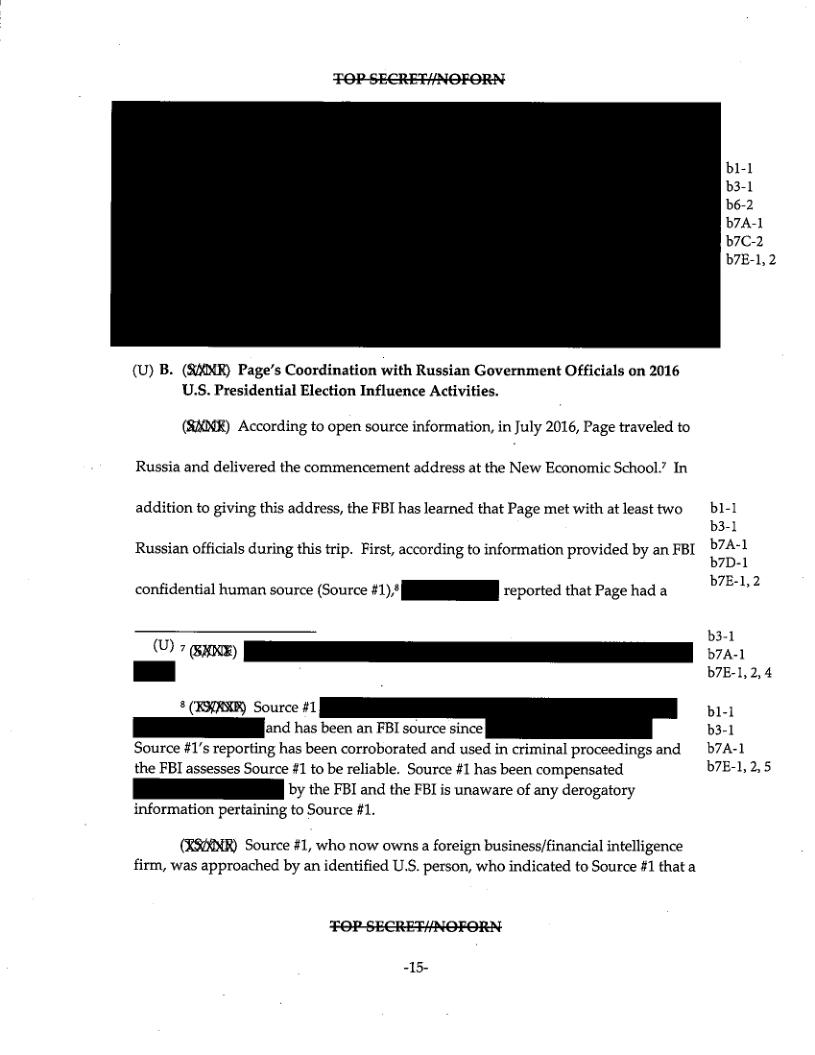 TOP SECRET//NOFORN
b1-1
b3-1
b6-2
b7A-1
b7C-2
b7E-1, 2
(U) B. (S//NF) Page's Coordination with Russian Government Officials on 2016
U.S. Presidential Election Influence Activities.
(S//NF) According to open source information, in July 2016, Page traveled to
Russia and delivered the commencement address at the New Economic School.⁷ In
addition to giving this address, the FBI has learned that Page met with at least two
Russian officials during this trip. First, according to information provided by an FBI
confidential human source (Source #1),⁸ reported that Page had a
b1-1
b3-1
b7A-1
b7D-1
b7E-1, 2
(U) ⁷ (S//NF)
b3-1
b7A-1
b7E-1, 2, 4
⁸ (TS//NF) Source #1
and has been an FBI source since
Source #1's reporting has been corroborated and used in criminal proceedings and
the FBI assesses Source #1 to be reliable. Source #1 has been compensated
by the FBI and the FBI is unaware of any derogatory
information pertaining to Source #1.
b1-1
b3-1
b7A-1
b7E-1, 2, 5
Source #1, who now owns a foreign business/financial intelligence
firm, was approached by an identified U.S. person, who indicated to Source #1 that a
TOP SECRET//NOFORN
-15-